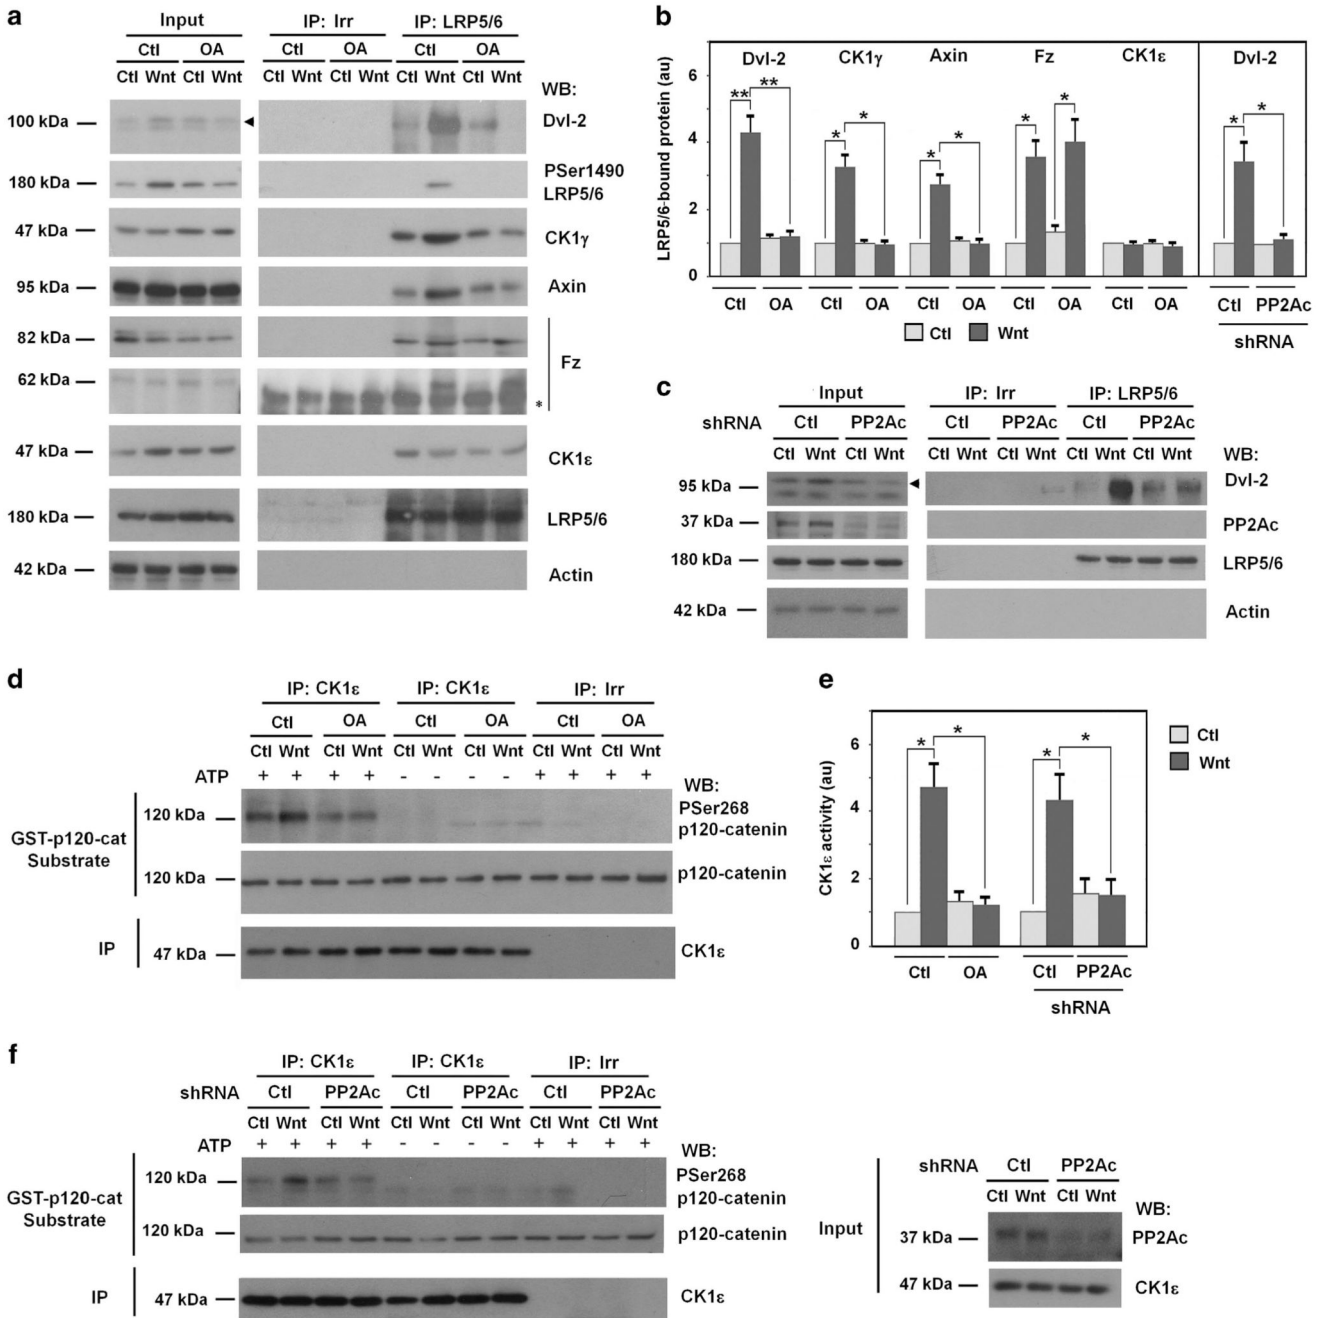 a
Input IP: Irr IP: LRP5/6
Ctl OA Ctl OA Ctl OA
Ctl Wnt Ctl Wnt Ctl Wnt Ctl Wnt Ctl Wnt Ctl Wnt
WB:
100 kDa Dvl-2
180 kDa PSer1490
LRP5/6
47 kDa CK1γ
95 kDa Axin
82 kDa
Fz
62 kDa
*
47 kDa CK1ε
180 kDa LRP5/6
42 kDa Actin
b
LRP5/6-bound protein (au)
Dvl-2 CK1γ Axin Fz CK1ε Dvl-2
6
4
2
0
** ** * * * * * * * *
Ctl OA Ctl OA Ctl OA Ctl OA Ctl OA Ctl PP2Ac
Ctl Wnt
shRNA
c
Input IP: Irr IP: LRP5/6
shRNA Ctl PP2Ac Ctl PP2Ac Ctl PP2Ac
Ctl Wnt Ctl Wnt Ctl Wnt Ctl Wnt Ctl Wnt Ctl Wnt
WB:
95 kDa Dvl-2
37 kDa PP2Ac
180 kDa LRP5/6
42 kDa Actin
d
IP: CK1ε IP: CK1ε IP: Irr
Ctl OA Ctl OA Ctl OA
Ctl Wnt Ctl Wnt Ctl Wnt Ctl Wnt Ctl Wnt Ctl Wnt
ATP + + + + - - - - + + + +
WB:
GST-p120-cat
Substrate
120 kDa PSer268
p120-catenin
120 kDa p120-catenin
IP 47 kDa CK1ε
e
CK1ε activity (au)
6
4
2
0
* * * *
Ctl
Wnt
Ctl OA Ctl PP2Ac
shRNA
f
IP: CK1ε IP: CK1ε IP: Irr
shRNA Ctl PP2Ac Ctl PP2Ac Ctl PP2Ac
Ctl Wnt Ctl Wnt Ctl Wnt Ctl Wnt Ctl Wnt Ctl Wnt
ATP + + + + - - - - + + + +
WB:
GST-p120-cat
Substrate
120 kDa PSer268
p120-catenin
120 kDa p120-catenin
IP 47 kDa CK1ε
shRNA Ctl PP2Ac
Ctl Wnt Ctl Wnt
WB:
Input
37 kDa PP2Ac
47 kDa CK1ε